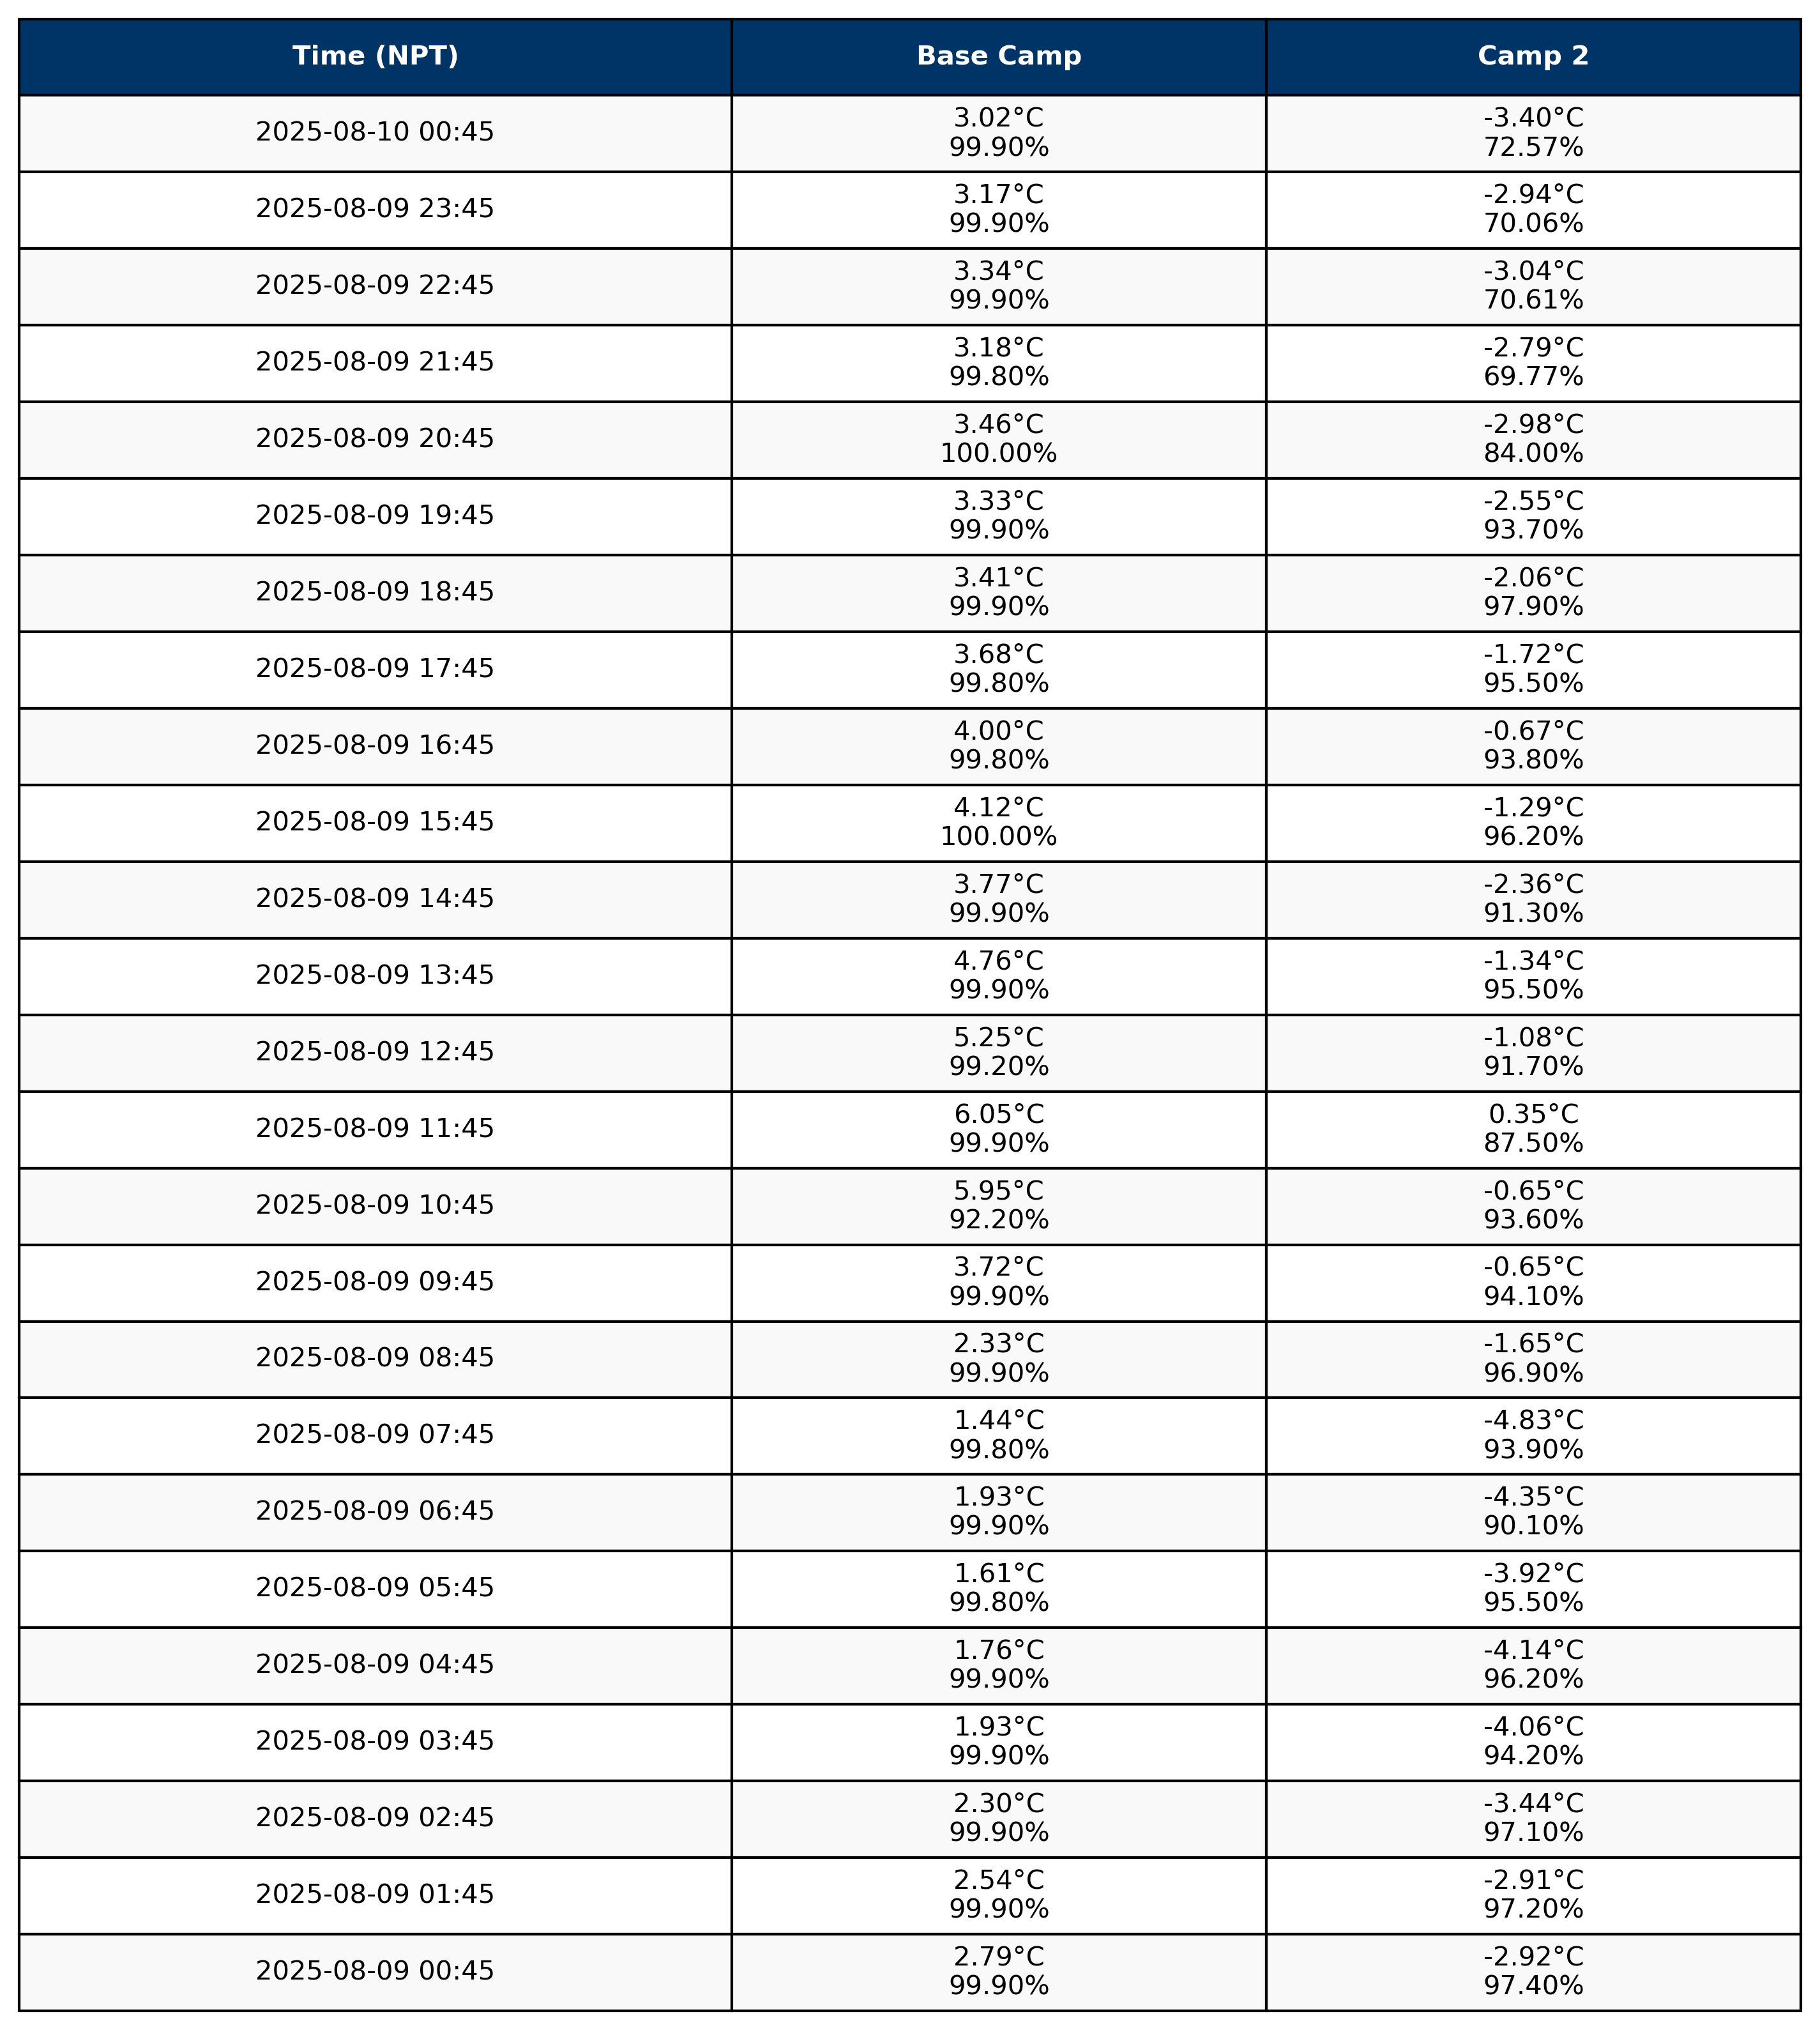 Time (NPT) Base Camp Camp 2
2025-08-10 00:45 3.02°C -3.40°C
99.90% 72.57%
2025-08-09 23:45 3.17°C -2.94°C
99.90% 70.06%
2025-08-09 22:45 3.34°C -3.04°C
99.90% 70.61%
2025-08-09 21:45 3.18°C -2.79°C
99.80% 69.77%
2025-08-09 20:45 3.46°C -2.98°C
100.00% 84.00%
2025-08-09 19:45 3.33°C -2.55°C
99.90% 93.70%
2025-08-09 18:45 3.41°C -2.06°C
99.90% 97.90%
2025-08-09 17:45 3.68°C -1.72°C
99.80% 95.50%
2025-08-09 16:45 4.00°C -0.67°C
99.80% 93.80%
2025-08-09 15:45 4.12°C -1.29°C
100.00% 96.20%
2025-08-09 14:45 3.77°C -2.36°C
99.90% 91.30%
2025-08-09 13:45 4.76°C -1.34°C
99.90% 95.50%
2025-08-09 12:45 5.25°C -1.08°C
99.20% 91.70%
2025-08-09 11:45 6.05°C 0.35°C
99.90% 87.50%
2025-08-09 10:45 5.95°C -0.65°C
92.20% 93.60%
2025-08-09 09:45 3.72°C -0.65°C
99.90% 94.10%
2025-08-09 08:45 2.33°C -1.65°C
99.90% 96.90%
2025-08-09 07:45 1.44°C -4.83°C
99.80% 93.90%
2025-08-09 06:45 1.93°C -4.35°C
99.90% 90.10%
2025-08-09 05:45 1.61°C -3.92°C
99.80% 95.50%
2025-08-09 04:45 1.76°C -4.14°C
99.90% 96.20%
2025-08-09 03:45 1.93°C -4.06°C
99.90% 94.20%
2025-08-09 02:45 2.30°C -3.44°C
99.90% 97.10%
2025-08-09 01:45 2.54°C -2.91°C
99.90% 97.20%
2025-08-09 00:45 2.79°C -2.92°C
99.90% 97.40%